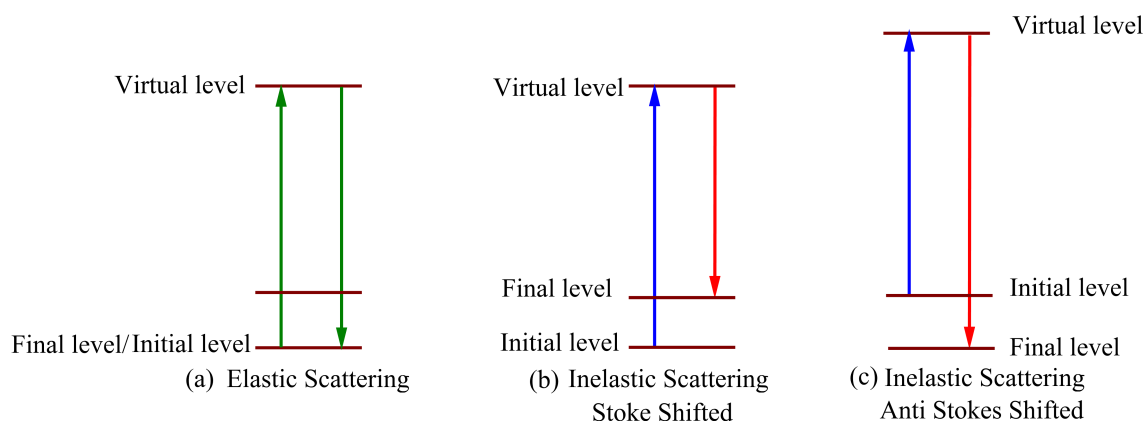 Virtual level
Final level/Initial level
(a) Elastic Scattering
Virtual level
Final level
Initial level
(b) Inelastic Scattering
Stoke Shifted
Virtual level
Initial level
Final level
(c) Inelastic Scattering
Anti Stokes Shifted